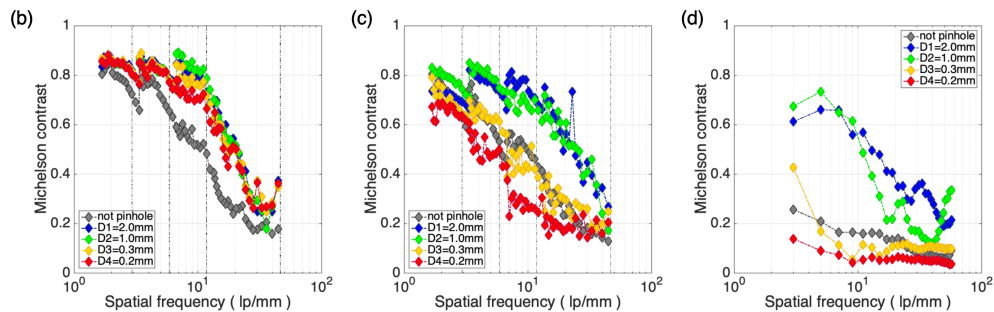 (b)
Michelson contrast
1
0.8
0.6
0.4
0.2
0
not pinhole
D1=2.0mm
D2=1.0mm
D3=0.3mm
D4=0.2mm
10^0
10^1
10^2
Spatial frequency ( lp/mm )
(c)
Michelson contrast
1
0.8
0.6
0.4
0.2
0
not pinhole
D1=2.0mm
D2=1.0mm
D3=0.3mm
D4=0.2mm
10^0
10^1
10^2
Spatial frequency ( lp/mm )
(d)
Michelson contrast
1
0.8
0.6
0.4
0.2
0
not pinhole
D1=2.0mm
D2=1.0mm
D3=0.3mm
D4=0.2mm
10^0
10^1
10^2
Spatial frequency ( lp/mm )